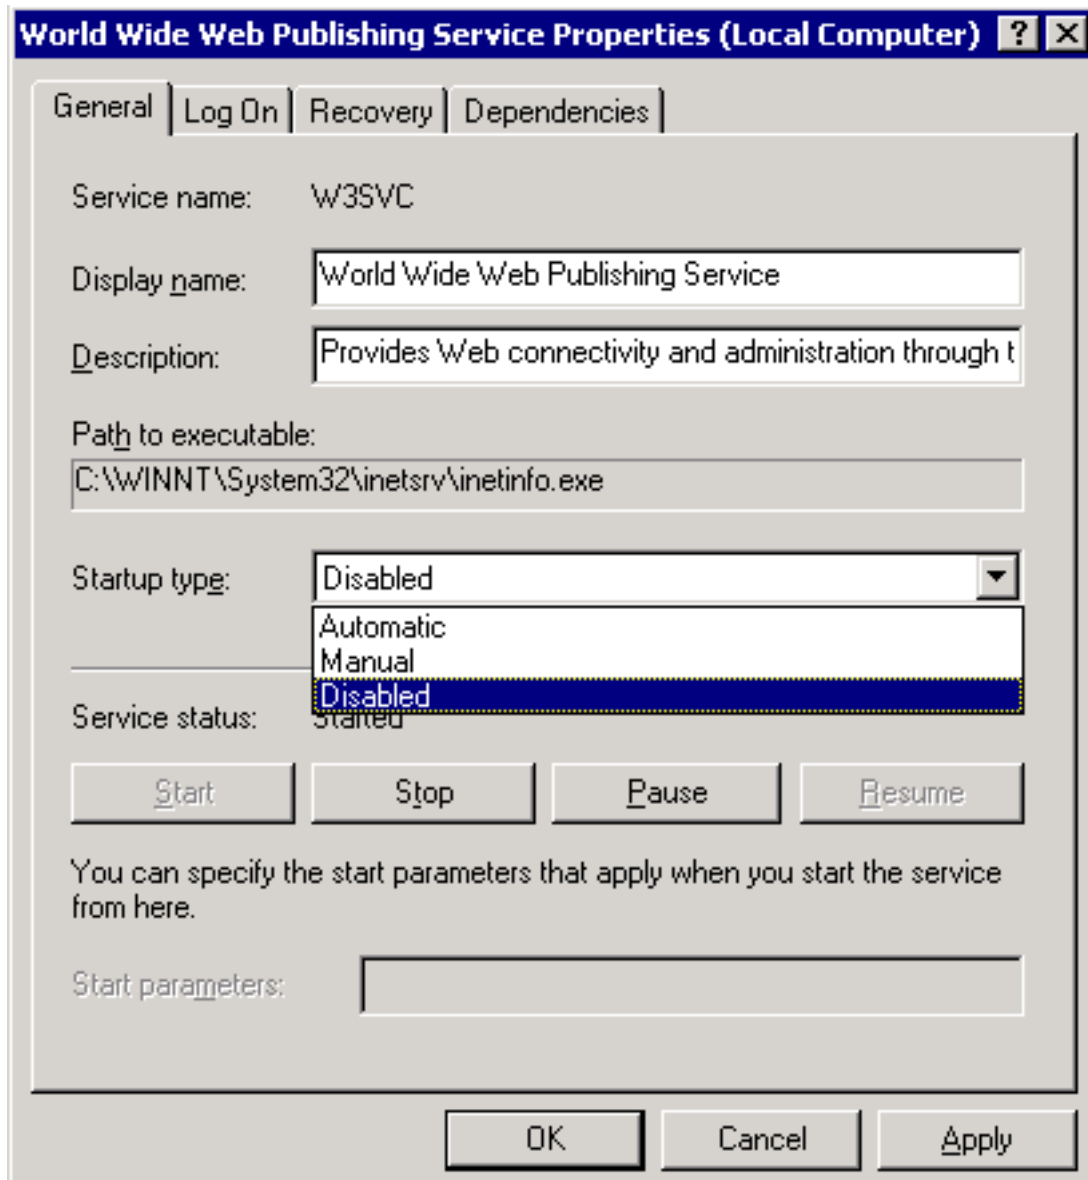 World Wide Web Publishing Service Properties (Local Computer)
General Log On Recovery Dependencies
Service name: W3SVC
Display name: World Wide Web Publishing Service
Description: Provides Web connectivity and administration through t
Path to executable:
C:\WINNT\System32\inetsrv\inetinfo.exe
Startup type: Disabled
Automatic
Manual
Disabled
Service status: Started
Start Stop Pause Resume
You can specify the start parameters that apply when you start the service
from here.
Start parameters:
OK Cancel Apply